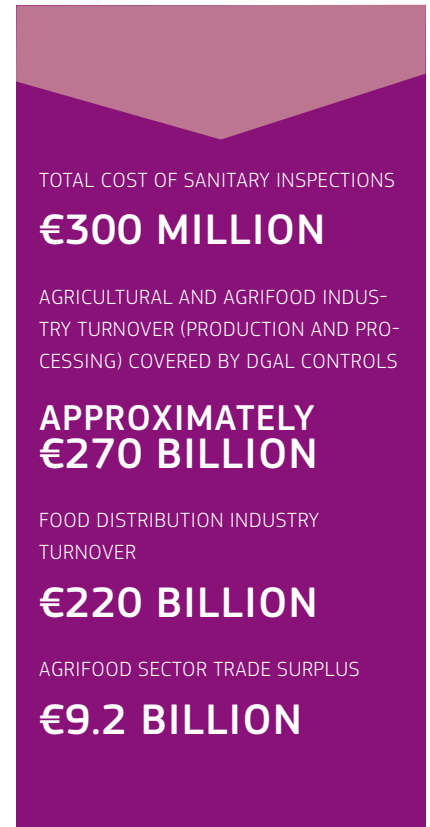 TOTAL COST OF SANITARY INSPECTIONS
€300 MILLION
AGRICULTURAL AND AGRIFOOD INDUS-
TRY TURNOVER (PRODUCTION AND PRO-
CESSING) COVERED BY DGAL CONTROLS
APPROXIMATELY
€270 BILLION
FOOD DISTRIBUTION INDUSTRY
TURNOVER
€220 BILLION
AGRIFOOD SECTOR TRADE SURPLUS
€9.2 BILLION